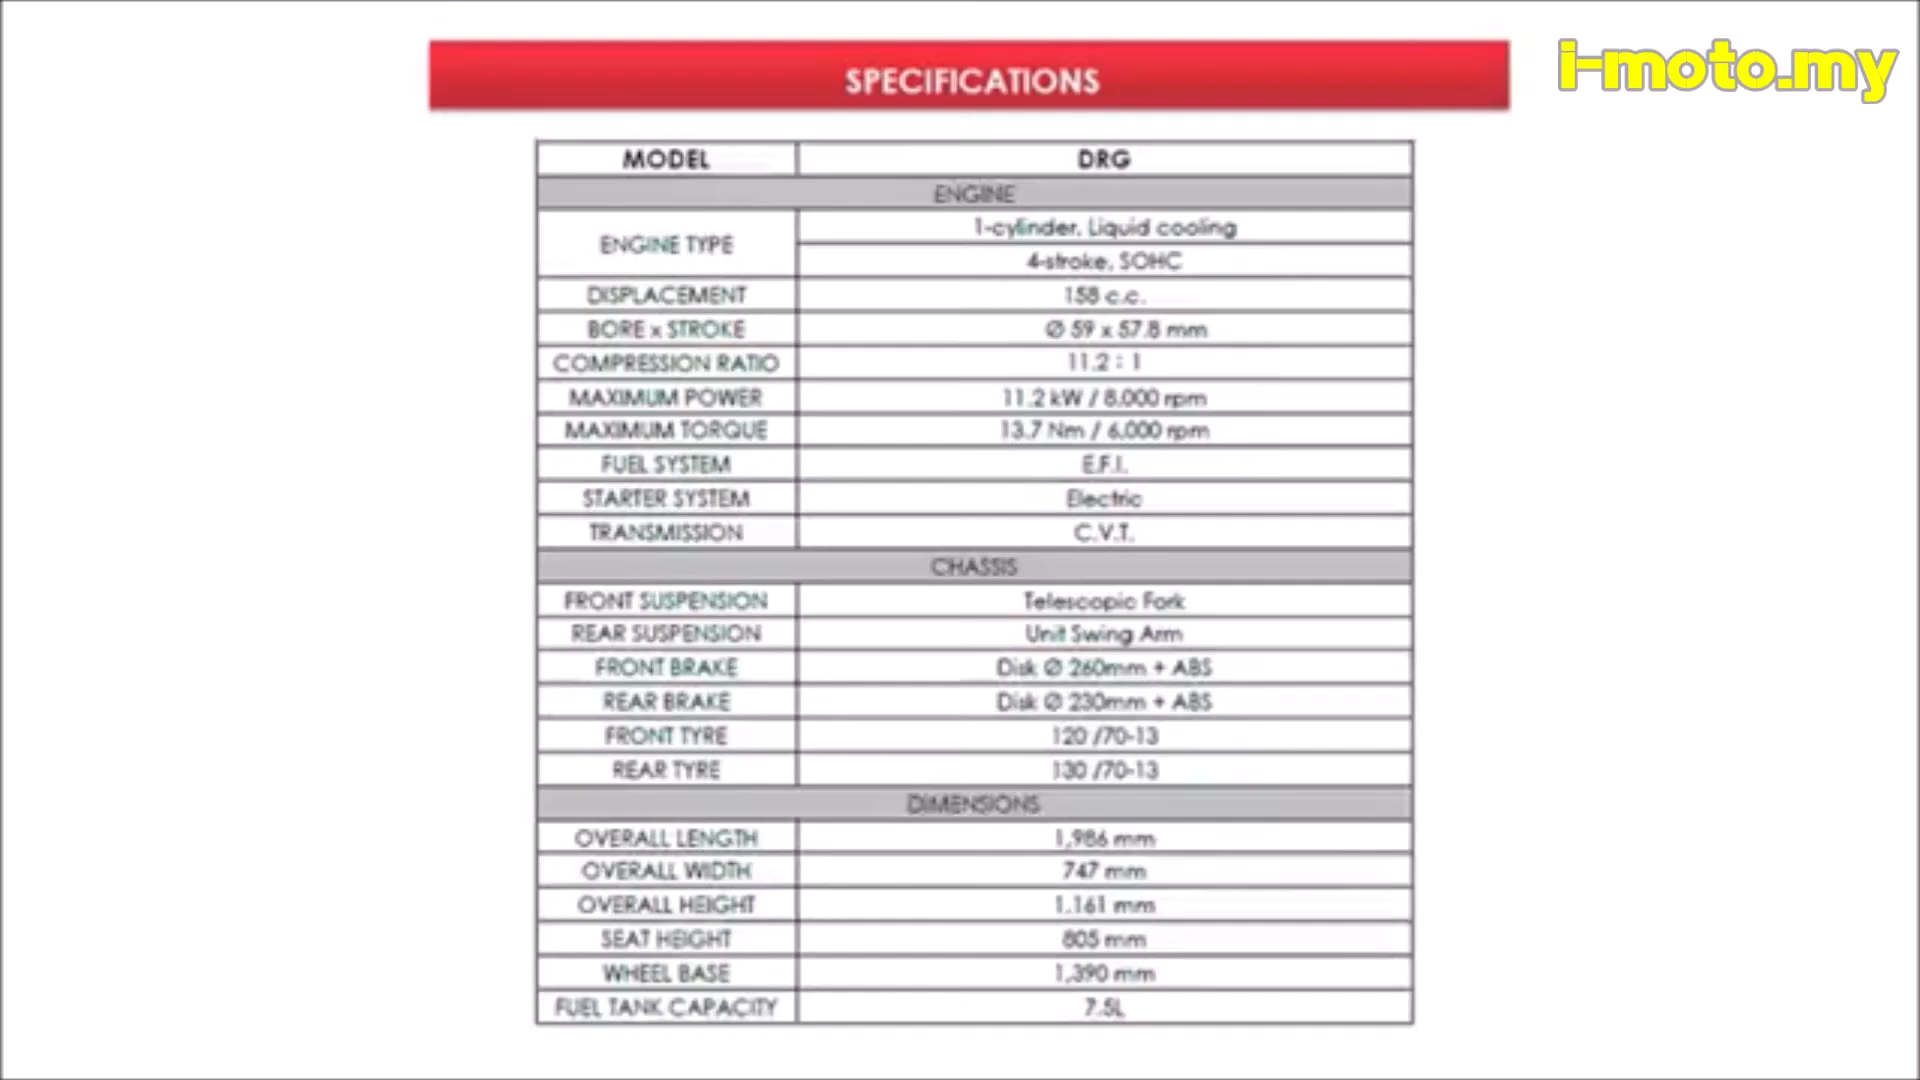 i-moto.my
SPECIFICATIONS
MODEL DRG
ENGINE
ENGINE TYPE 1-cylinder, Liquid cooling
4-stroke, SOHC
DISPLACEMENT 158 c.c.
BORE x STROKE Ø 59 x 57.8 mm
COMPRESSION RATIO 11.2 : 1
MAXIMUM POWER 11.2 kW / 8,000 rpm
MAXIMUM TORQUE 13.7 Nm / 6,000 rpm
FUEL SYSTEM E.F.I.
STARTER SYSTEM Electric
TRANSMISSION C.V.T.
CHASSIS
FRONT SUSPENSION Telescopic Fork
REAR SUSPENSION Unit Swing Arm
FRONT BRAKE Disk Ø 260mm + ABS
REAR BRAKE Disk Ø 230mm + ABS
FRONT TYRE 120 /70-13
REAR TYRE 130 /70-13
DIMENSIONS
OVERALL LENGTH 1,986 mm
OVERALL WIDTH 747 mm
OVERALL HEIGHT 1,161 mm
SEAT HEIGHT 805 mm
WHEEL BASE 1,390 mm
FUEL TANK CAPACITY 7.5L